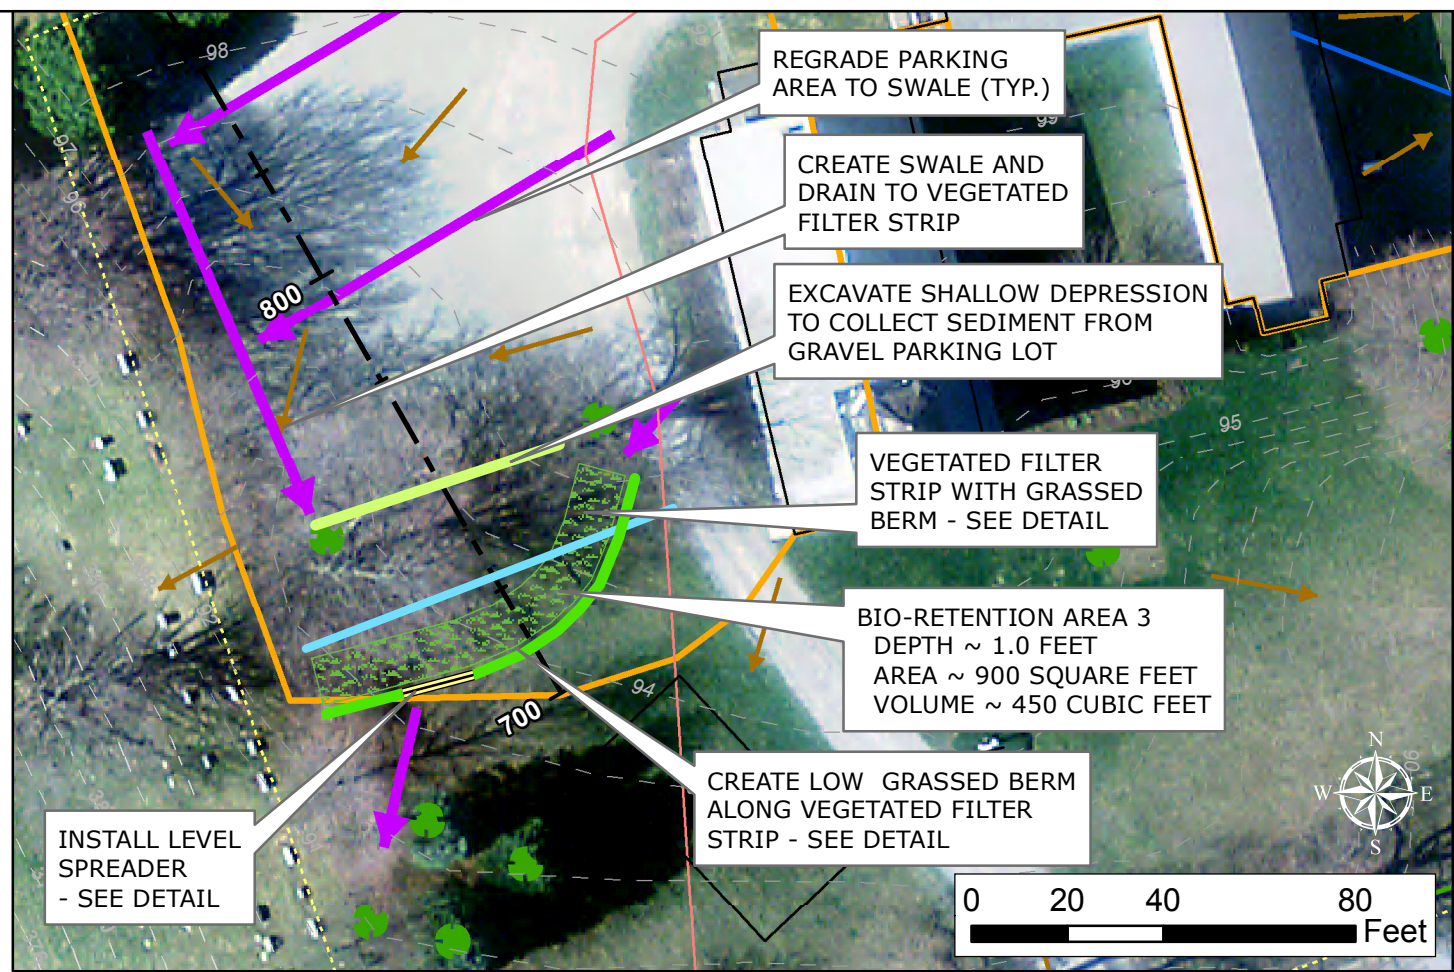 98
REGRADE PARKING
AREA TO SWALE (TYP.)
99
CREATE SWALE AND
DRAIN TO VEGETATED
FILTER STRIP
97
96
800
EXCAVATE SHALLOW DEPRESSION
TO COLLECT SEDIMENT FROM
GRAVEL PARKING LOT
95
VEGETATED FILTER
STRIP WITH GRASSED
BERM - SEE DETAIL
BIO-RETENTION AREA 3
DEPTH ~ 1.0 FEET
AREA ~ 900 SQUARE FEET
VOLUME ~ 450 CUBIC FEET
94
700
CREATE LOW  GRASSED BERM
ALONG VEGETATED FILTER
STRIP - SEE DETAIL
INSTALL LEVEL
SPREADER
- SEE DETAIL
N
W E
S
0 20 40 80
Feet